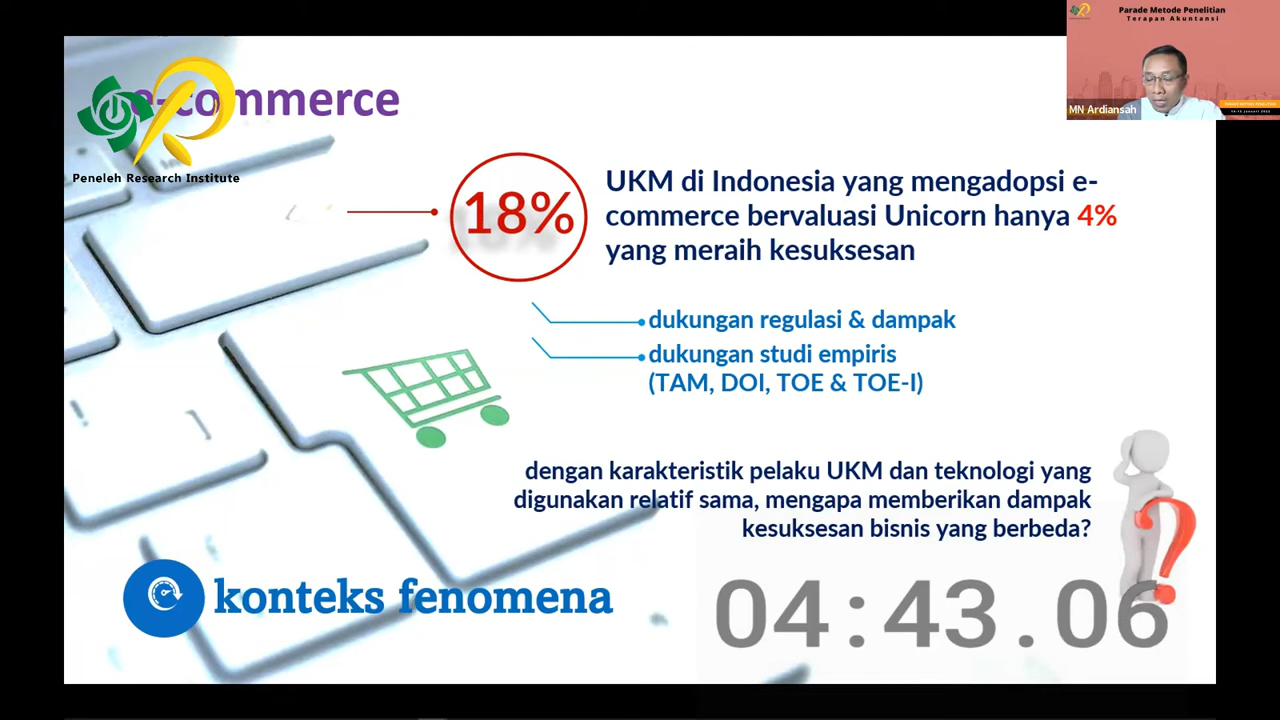 Parade Metode Penelitian
Terapan Akuntansi
MN Ardiansah
e-commerce
Peneleh Research Institute
18%
UKM di Indonesia yang mengadopsi e-
commerce bervaluasi Unicorn hanya 4%
yang meraih kesuksesan
dukungan regulasi & dampak
dukungan studi empiris
(TAM, DOI, TOE & TOE-I)
dengan karakteristik pelaku UKM dan teknologi yang
digunakan relatif sama, mengapa memberikan dampak
kesuksesan bisnis yang berbeda?
konteks fenomena
04:43.06